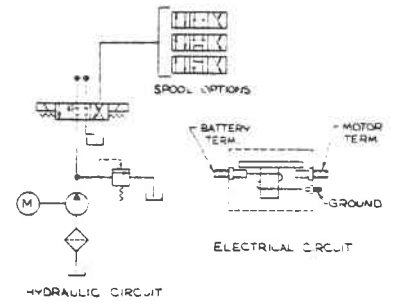 SPOOL OPTIONS
BATTERY
TERM.
MOTOR
TERM.
M
GROUND
ELECTRICAL CIRCUIT
HYDRAULIC CIRCUIT